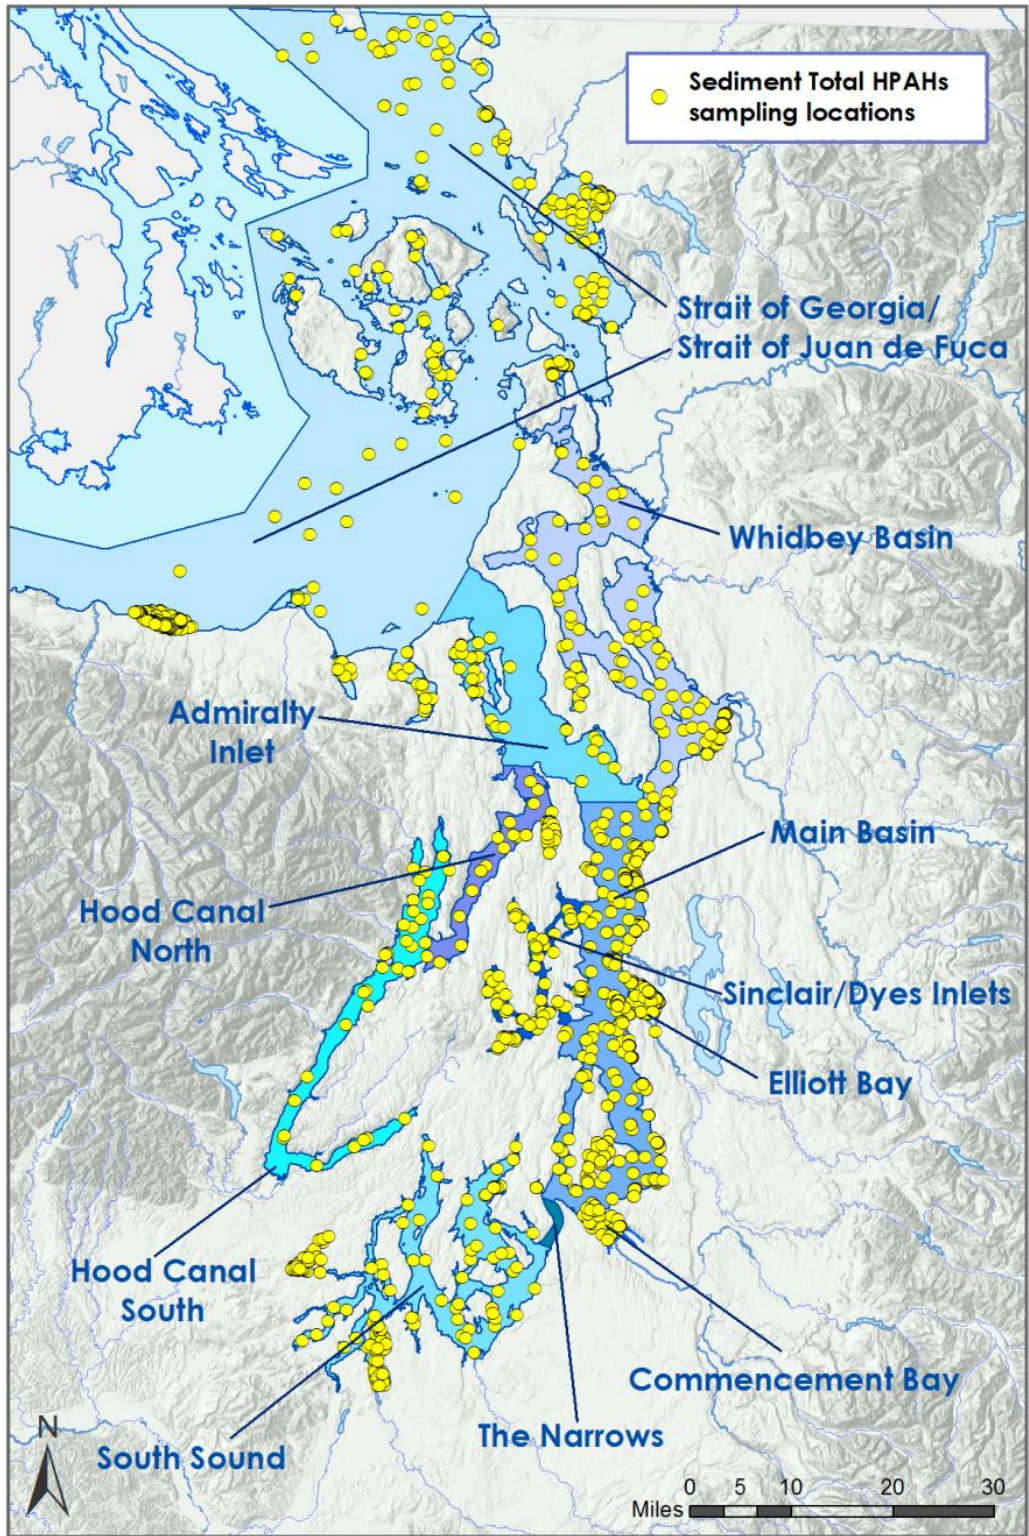 Sediment Total HPAHs
sampling locations
Strait of Georgia/
Strait of Juan de Fuca
Whidbey Basin
Admiralty
Inlet
Main Basin
Hood Canal
North
Sinclair/Dyes Inlets
Elliott Bay
Hood Canal
South
Commencement Bay
The Narrows
South Sound
N
0 5 10 20 30
Miles